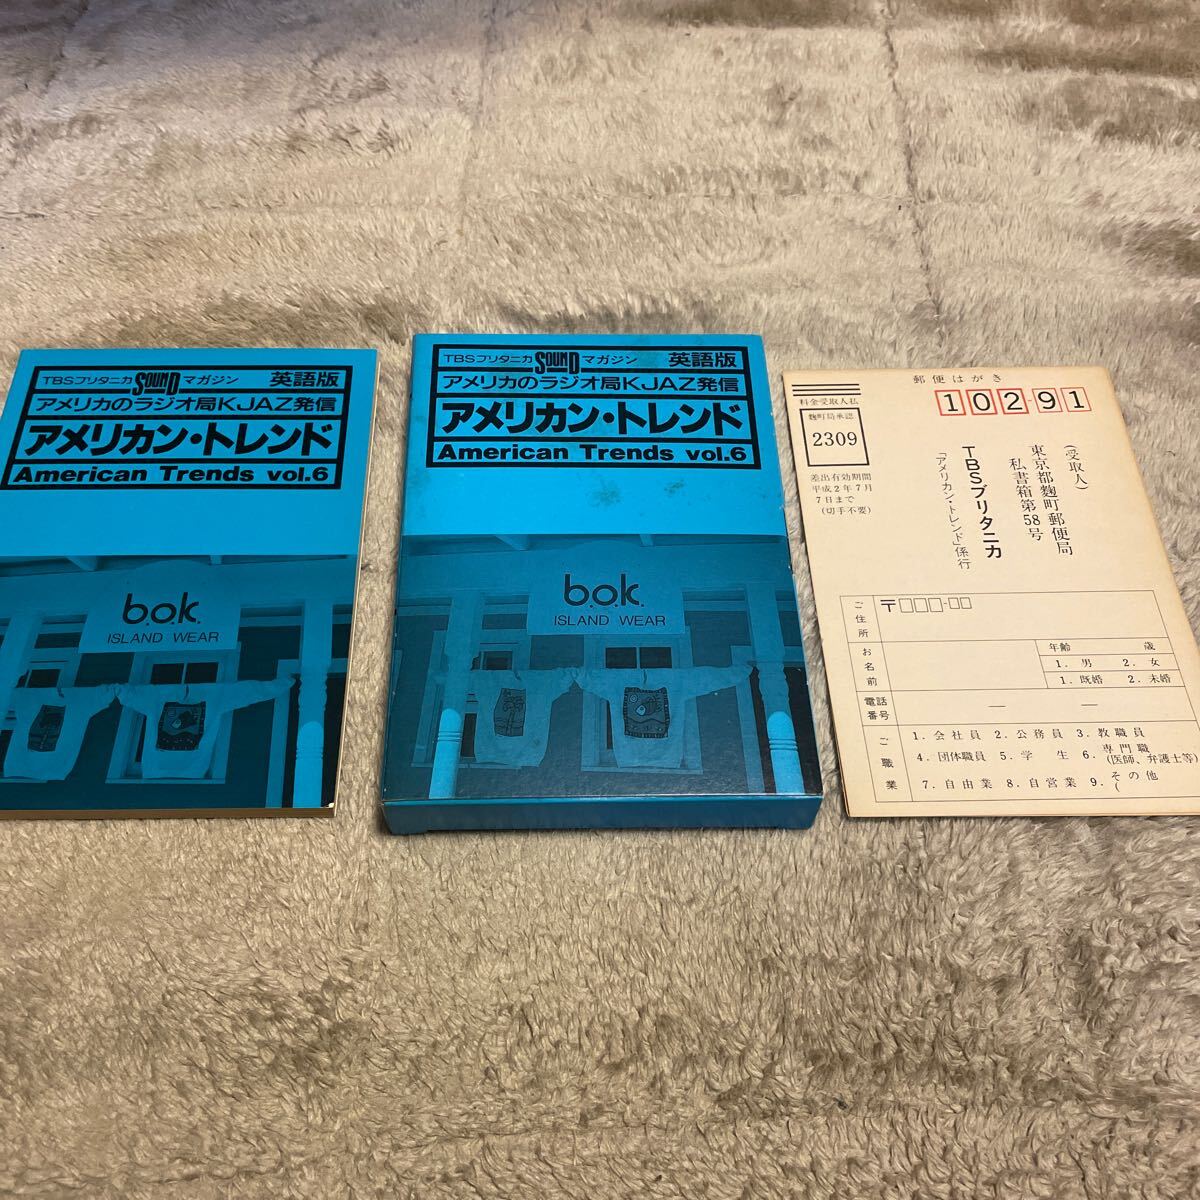 TBSブリタニカ SOUND マガジン 英語版
アメリカのラジオ局KJAZ発信
アメリカン・トレンド
American Trends vol.6
b.o.k.
ISLAND WEAR
TBSブリタニカ SOUND マガジン 英語版
アメリカのラジオ局KJAZ発信
アメリカン・トレンド
American Trends vol.6
b.o.k.
ISLAND WEAR
郵便はがき
102-91
料金受取人払
麹町局承認
2309
差出有効期間
平成2年7月
7日まで
(切手不要)
(受取人)
東京都麹町郵便局
私書箱第58号
TBSブリタニカ
「アメリカン・トレンド」係行
ご住所
〒□□□-□□
お名前
年齢 歳
1. 男 2. 女
1. 既婚 2. 未婚
電話番号
— —
ご職業
1. 会社員 2. 公務員 3. 教職員
4. 団体職員 5. 学生 6. 専門職(医師、弁護士等)
7. 自由業 8. 自営業 9. その他(